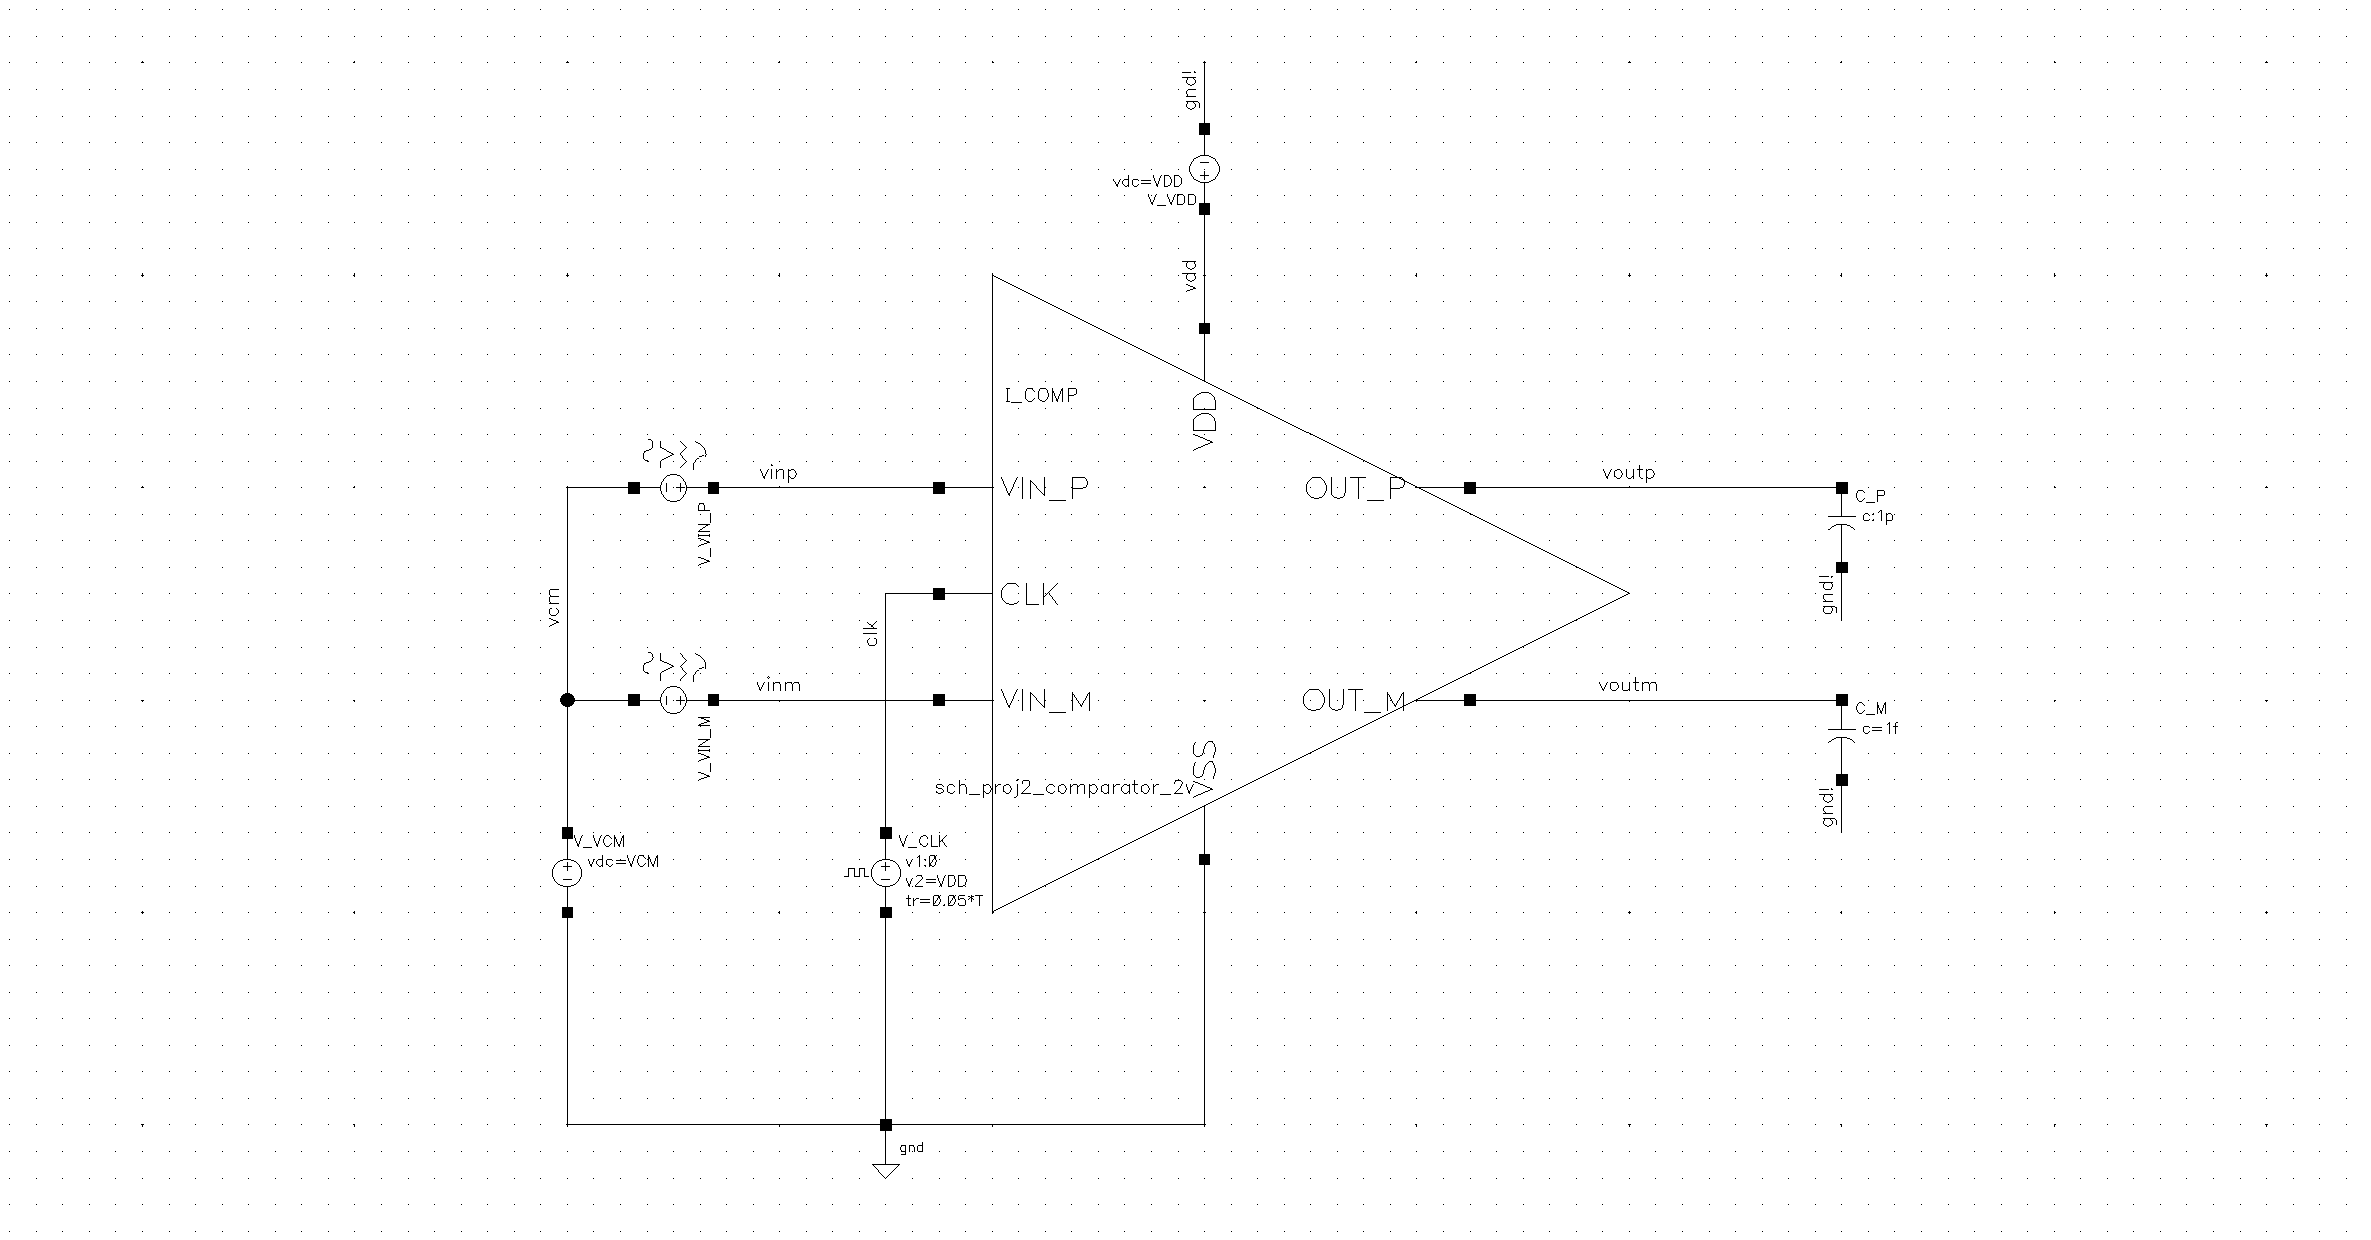 gnd!
vdc=VDD
V_VDD
vdd
I_COMP
VDD
vinp
VIN_P
OUT_P
voutp
C_P
c:1p
V_VIN_P
gnd!
vcm
clk
CLK
vinm
VIN_M
OUT_M
voutm
C_M
c=1f
V_VIN_M
gnd!
VSS
sch_proj2_comparator_2v
V_VCM
vdc=VCM
V_CLK
v1:0
v2=VDD
tr=0.05*T
gnd